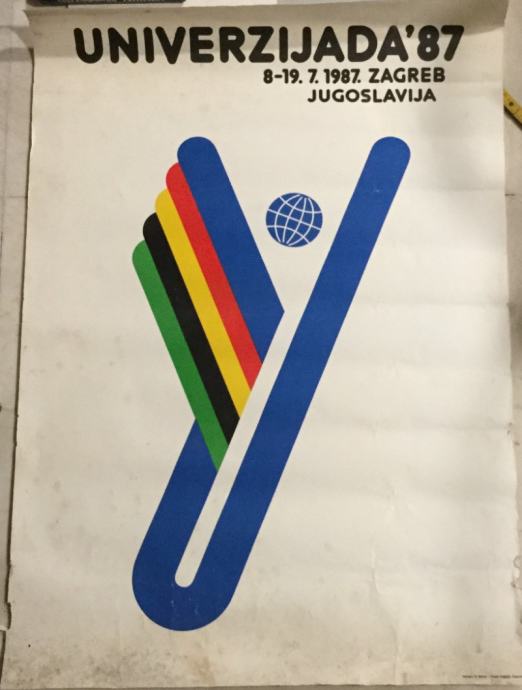 UNIVERZIJADA'87
8-19. 7. 1987. ZAGREB
JUGOSLAVIJA